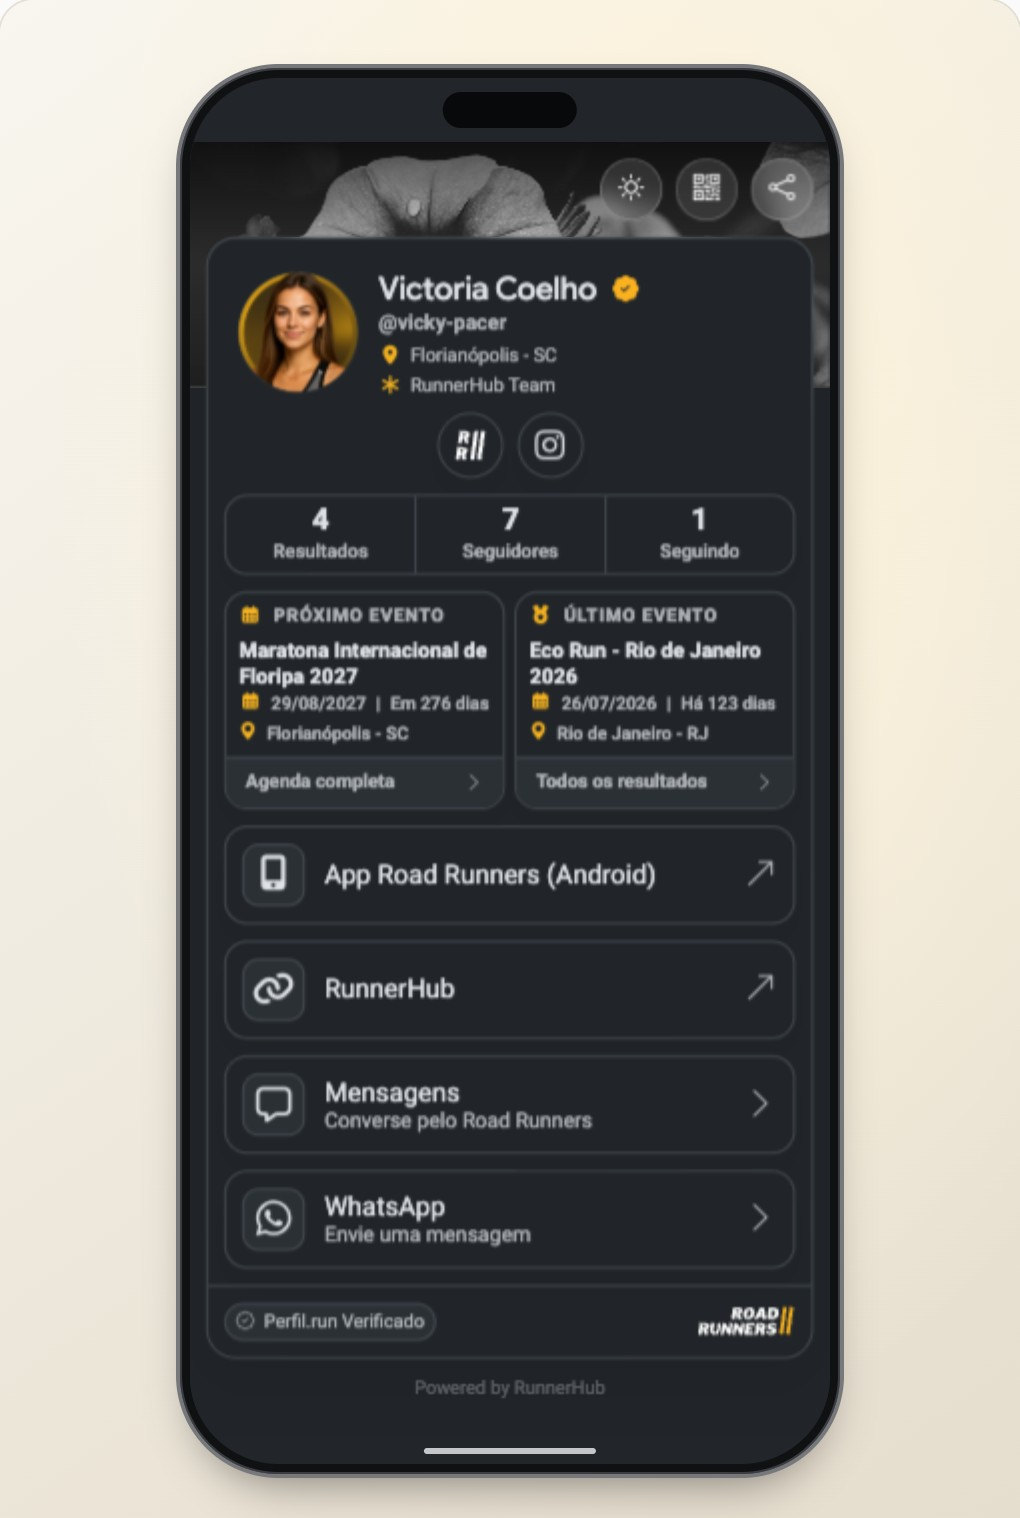 Victoria Coelho
@vicky-pacer
Florianópolis - SC
RunnerHub Team
R
R
4
Resultados
7
Seguidores
1
Seguindo
PRÓXIMO EVENTO
Maratona Internacional de
Floripa 2027
29/08/2027 | Em 276 dias
Florianópolis - SC
Agenda completa
ÚLTIMO EVENTO
Eco Run - Rio de Janeiro
2026
26/07/2026 | Há 123 dias
Rio de Janeiro - RJ
Todos os resultados
App Road Runners (Android)
RunnerHub
Mensagens
Converse pelo Road Runners
WhatsApp
Envie uma mensagem
Perfil.run Verificado
ROAD
RUNNERS
Powered by RunnerHub